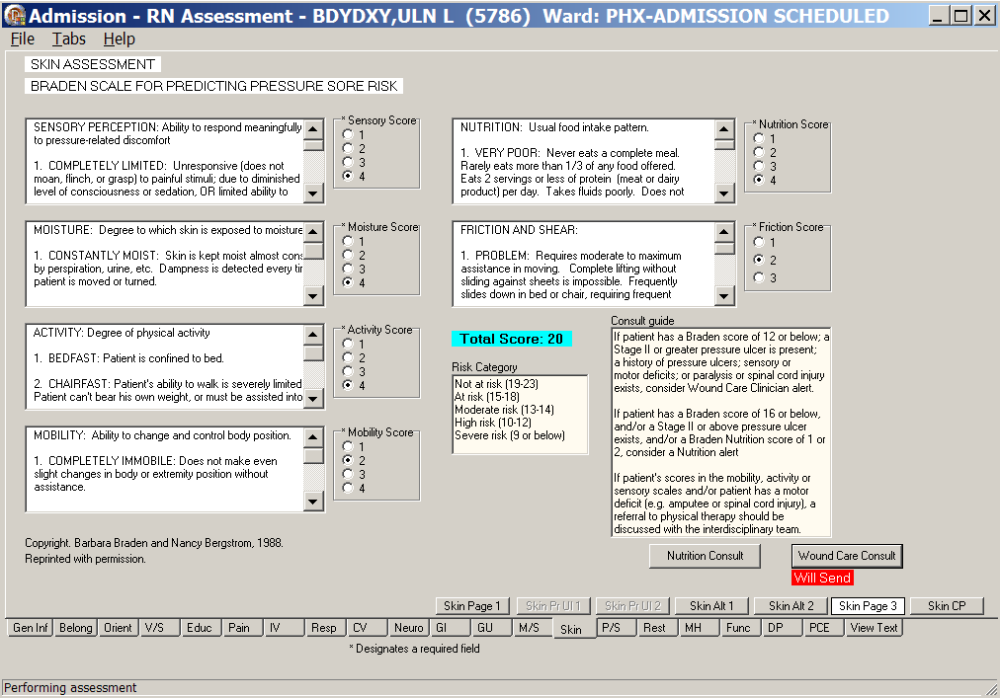 Admission - RN Assessment - BDYDXY,ULN L (5786) Ward: PHX-ADMISSION SCHEDULED
File Tabs Help
SKIN ASSESSMENT
BRADEN SCALE FOR PREDICTING PRESSURE SORE RISK
SENSORY PERCEPTION: Ability to respond meaningfully
to pressure-related discomfort
1. COMPLETELY LIMITED: Unresponsive (does not
moan, flinch, or grasp) to painful stimuli; due to diminished
level of consciousness or sedation, OR limited ability to
* Sensory Score
1
2
3
4
NUTRITION: Usual food intake pattern.
1. VERY POOR: Never eats a complete meal.
Rarely eats more than 1/3 of any food offered.
Eats 2 servings or less of protein (meat or dairy
product) per day. Takes fluids poorly. Does not
* Nutrition Score
1
2
3
4
MOISTURE: Degree to which skin is exposed to moisture
1. CONSTANTLY MOIST: Skin is kept moist almost cons
by perspiration, urine, etc. Dampness is detected every tir
patient is moved or turned.
* Moisture Score
1
2
3
4
FRICTION AND SHEAR:
1. PROBLEM: Requires moderate to maximum
assistance in moving. Complete lifting without
sliding against sheets is impossible. Frequently
slides down in bed or chair, requiring frequent
* Friction Score
1
2
3
ACTIVITY: Degree of physical activity
1. BEDFAST: Patient is confined to bed.
2. CHAIRFAST: Patient's ability to walk is severely limited
Patient can't bear his own weight, or must be assisted into
* Activity Score
1
2
3
4
Total Score: 20
Risk Category
Not at risk (19-23)
At risk (15-18)
Moderate risk (13-14)
High risk (10-12)
Severe risk (9 or below)
Consult guide
If patient has a Braden score of 12 or below; a
Stage II or greater pressure ulcer is present;
a history of pressure ulcers; sensory or
motor deficits; or paralysis or spinal cord injury
exists, consider Wound Care Clinician alert.
If patient has a Braden score of 16 or below,
and/or a Stage II or above pressure ulcer
exists, and/or a Braden Nutrition score of 1 or
2, consider a Nutrition alert
If patient's scores in the mobility, activity or
sensory scales and/or patient has a motor
deficit (e.g. amputee or spinal cord injury), a
referral to physical therapy should be
discussed with the interdisciplinary team.
MOBILITY: Ability to change and control body position.
1. COMPLETELY IMMOBILE: Does not make even
slight changes in body or extremity position without
assistance.
* Mobility Score
1
2
3
4
Copyright. Barbara Braden and Nancy Bergstrom, 1988.
Reprinted with permission.
Nutrition Consult
Wound Care Consult
Will Send
Skin Page 1 Skin Pr Ul 1 Skin Pr Ul 2 Skin Alt 1 Skin Alt 2 Skin Page 3 Skin CP
Gen Inf Belong Orient V/S Educ Pain IV Resp CV Neuro GI GU M/S Skin P/S Rest MH Func DP PCE View Text
* Designates a required field
Performing assessment